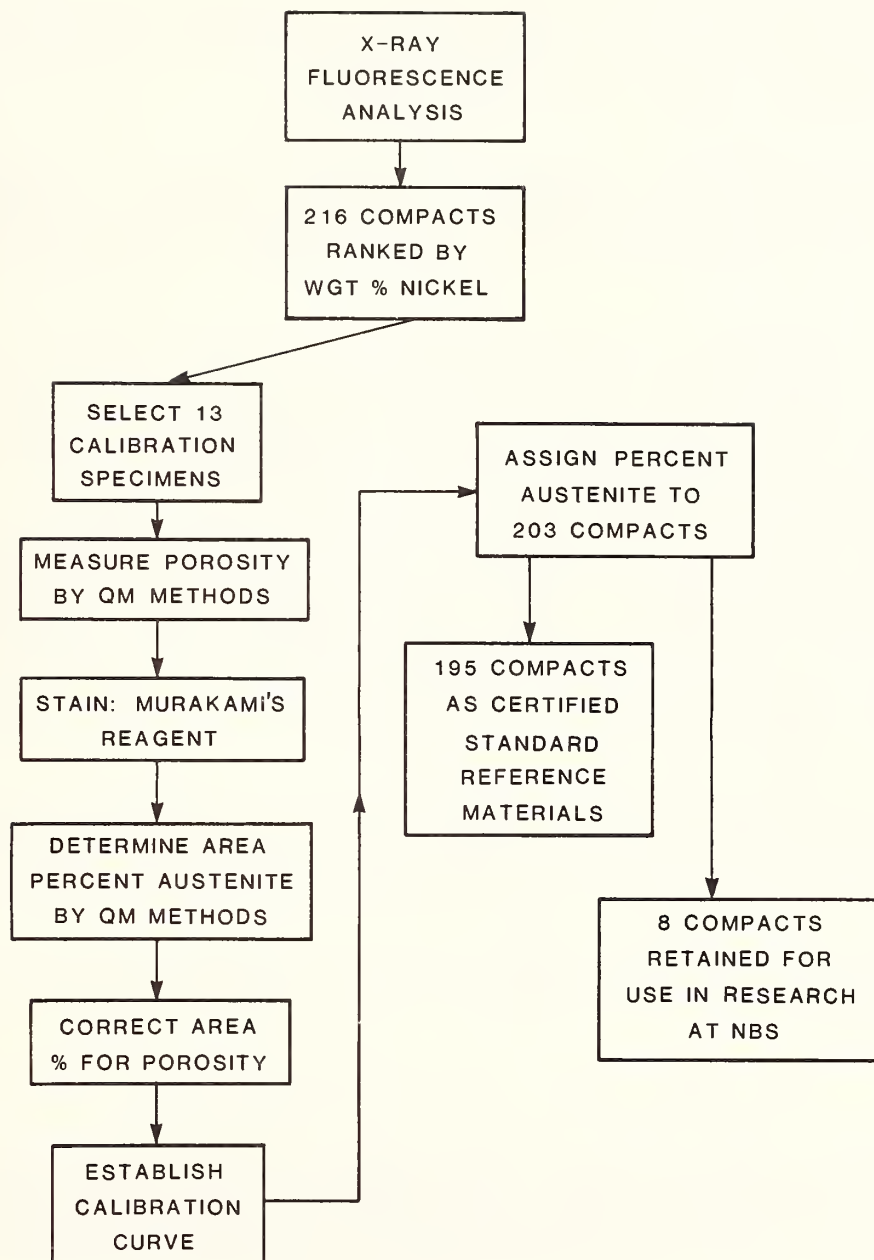 X-RAY
FLUORESCENCE
ANALYSIS
216 COMPACTS
RANKED BY
WGT % NICKEL
SELECT 13
CALIBRATION
SPECIMENS
MEASURE POROSITY
BY QM METHODS
STAIN: MURAKAMI'S
REAGENT
DETERMINE AREA
PERCENT AUSTENITE
BY QM METHODS
CORRECT AREA
% FOR POROSITY
ESTABLISH
CALIBRATION
CURVE
ASSIGN PERCENT
AUSTENITE TO
203 COMPACTS
195 COMPACTS
AS CERTIFIED
STANDARD
REFERENCE
MATERIALS
8 COMPACTS
RETAINED FOR
USE IN RESEARCH
AT NBS